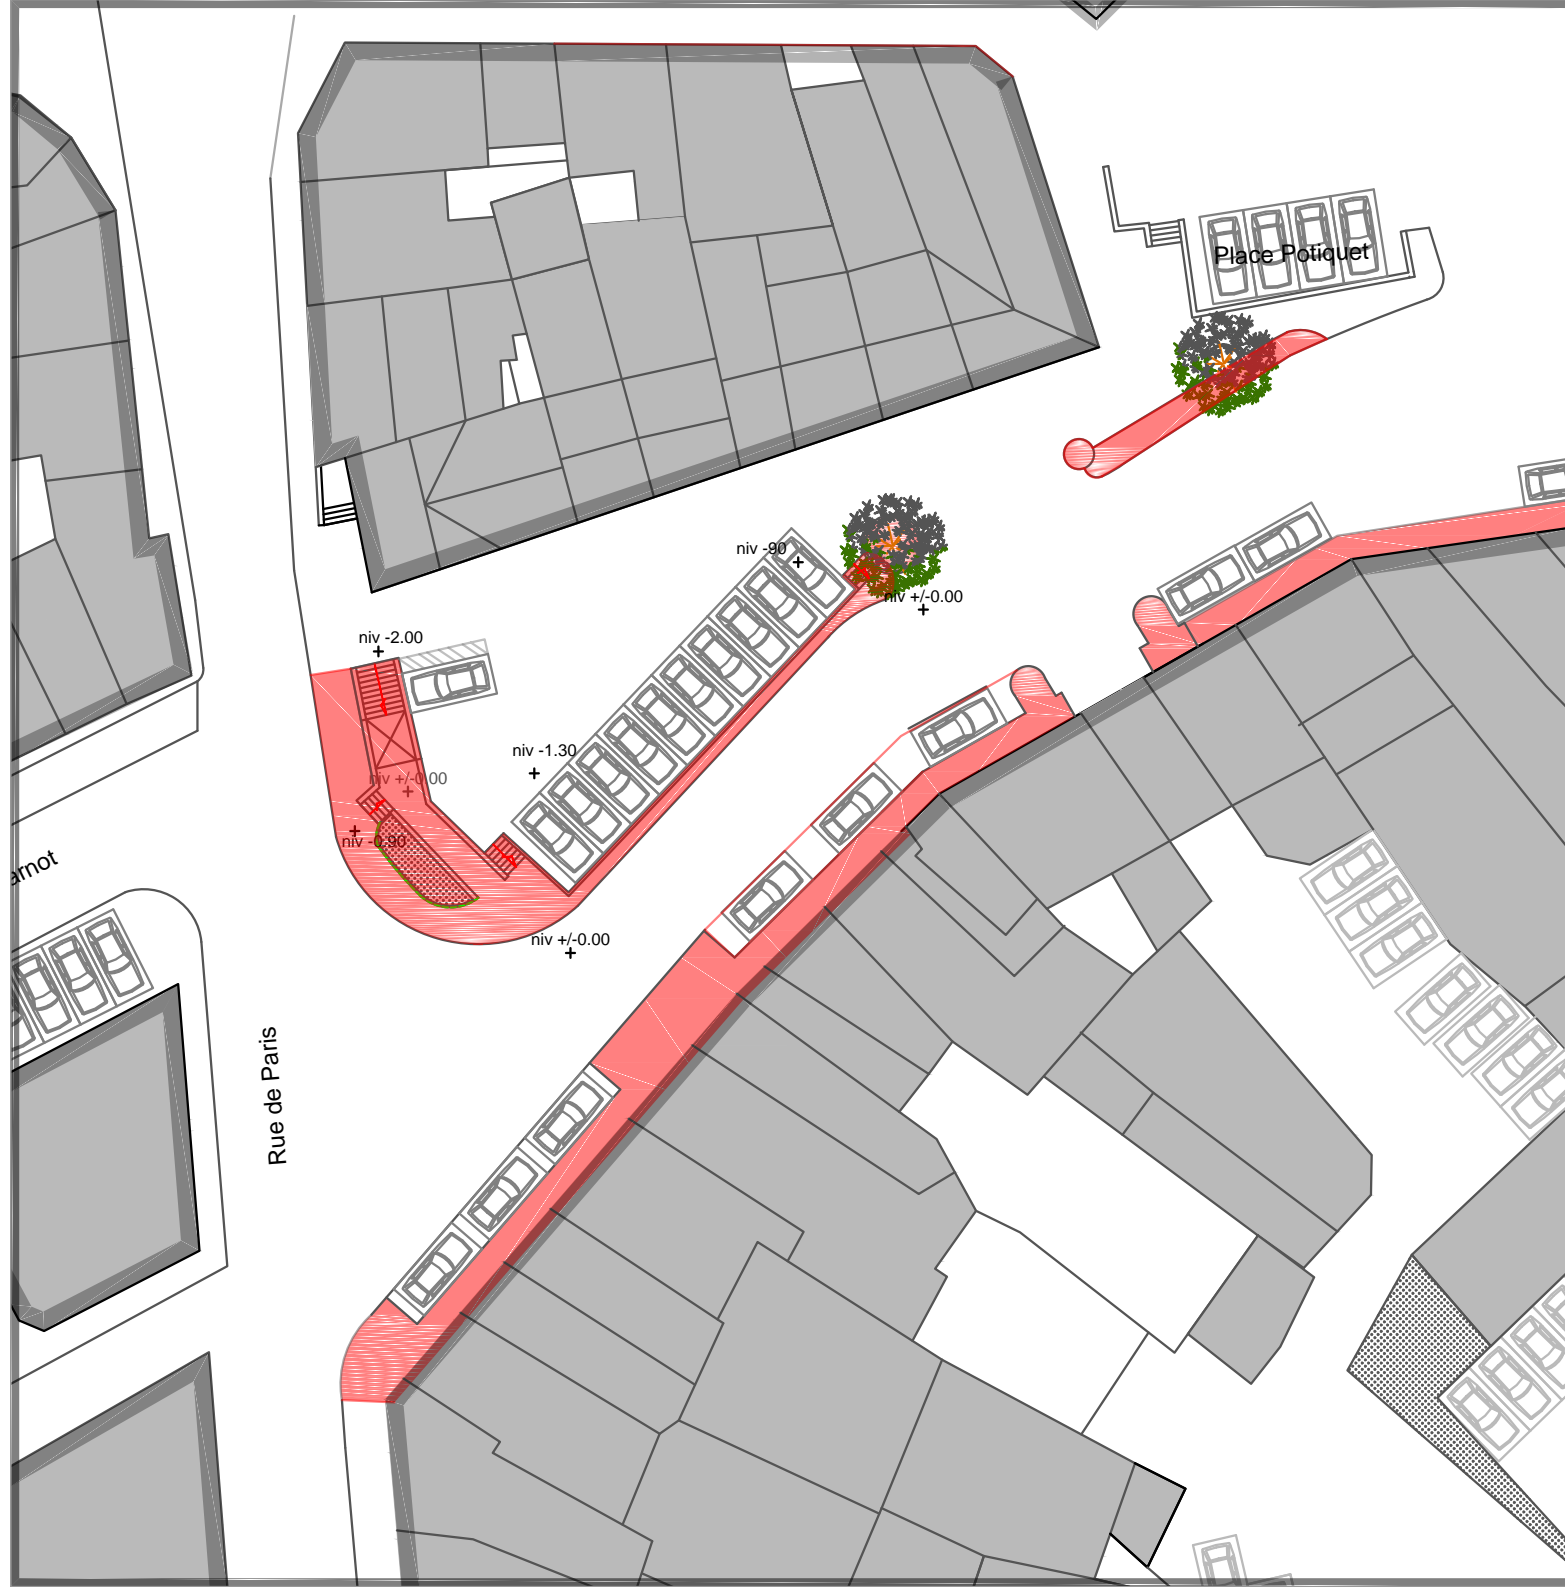 Place Potiquet
niv -90
niv +/-0.00
niv -2.00
niv -1.30
niv +/-0.00
niv -0.90
arnot
niv +/-0.00
Rue de Paris